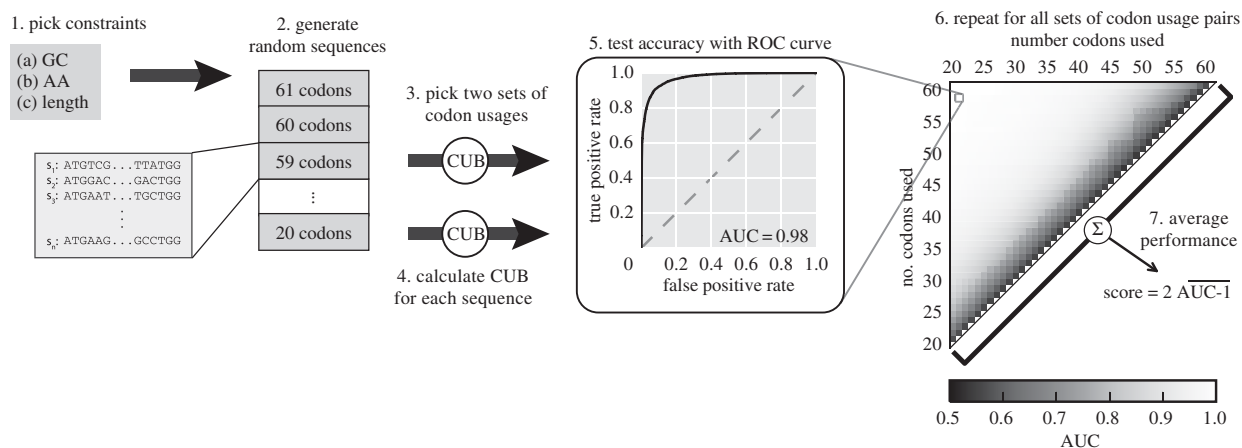 1. pick constraints
(a) GC
(b) AA
(c) length
2. generate
random sequences
61 codons
60 codons
59 codons
⋮
20 codons
s1: ATGTCG...TTATGG
s2: ATGGAC...GACTGG
s3: ATGAAT...TGCTGG
⋮
sn: ATGAAG...GCCTGG
3. pick two sets of
codon usages
CUB
CUB
4. calculate CUB
for each sequence
5. test accuracy with ROC curve
true positive rate
1.0
0.8
0.6
0.4
0.2
AUC = 0.98
0 0.2 0.4 0.6 0.8 1.0
false positive rate
6. repeat for all sets of codon usage pairs
number codons used
20 25 30 35 40 45 50 55 60
no. codons used
60
55
50
45
40
35
30
25
20
Σ
7. average
performance
score = 2 AUC-1
0.5 0.6 0.7 0.8 0.9 1.0
AUC